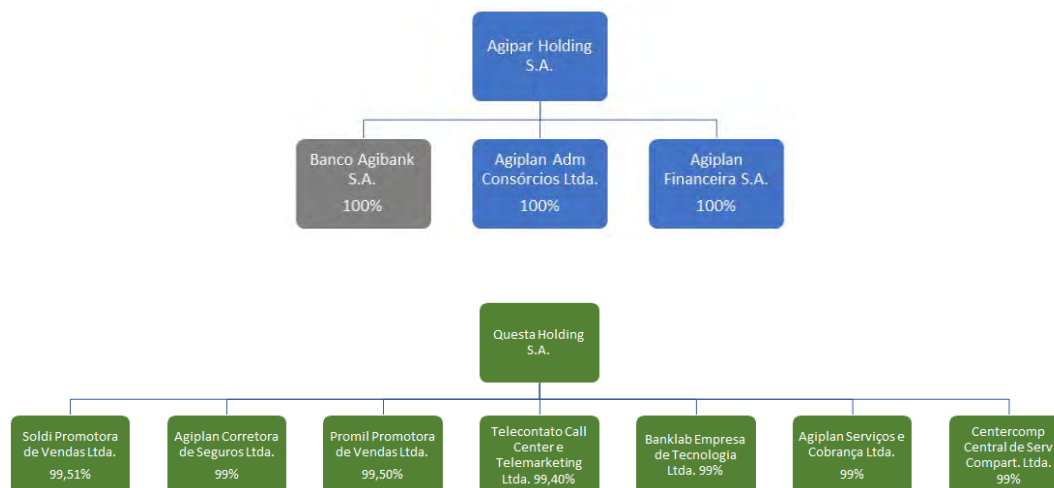 Agipar Holding
S.A.
Banco Agibank
S.A.
100%
Agiplan Adm
Consórcios Ltda.
100%
Agiplan
Financeira S.A.
100%
Questa Holding
S.A.
Soldi Promotora
de Vendas Ltda.
99,51%
Agiplan Corretora
de Seguros Ltda.
99%
Promil Promotora
de Vendas Ltda.
99,50%
Telecontato Call
Center e
Telemarketing
Ltda. 99,40%
Banklab Empresa
de Tecnologia
Ltda. 99%
Agiplan Serviços e
Cobrança Ltda.
99%
Centercomp
Central de Serv
Compart. Ltda.
99%